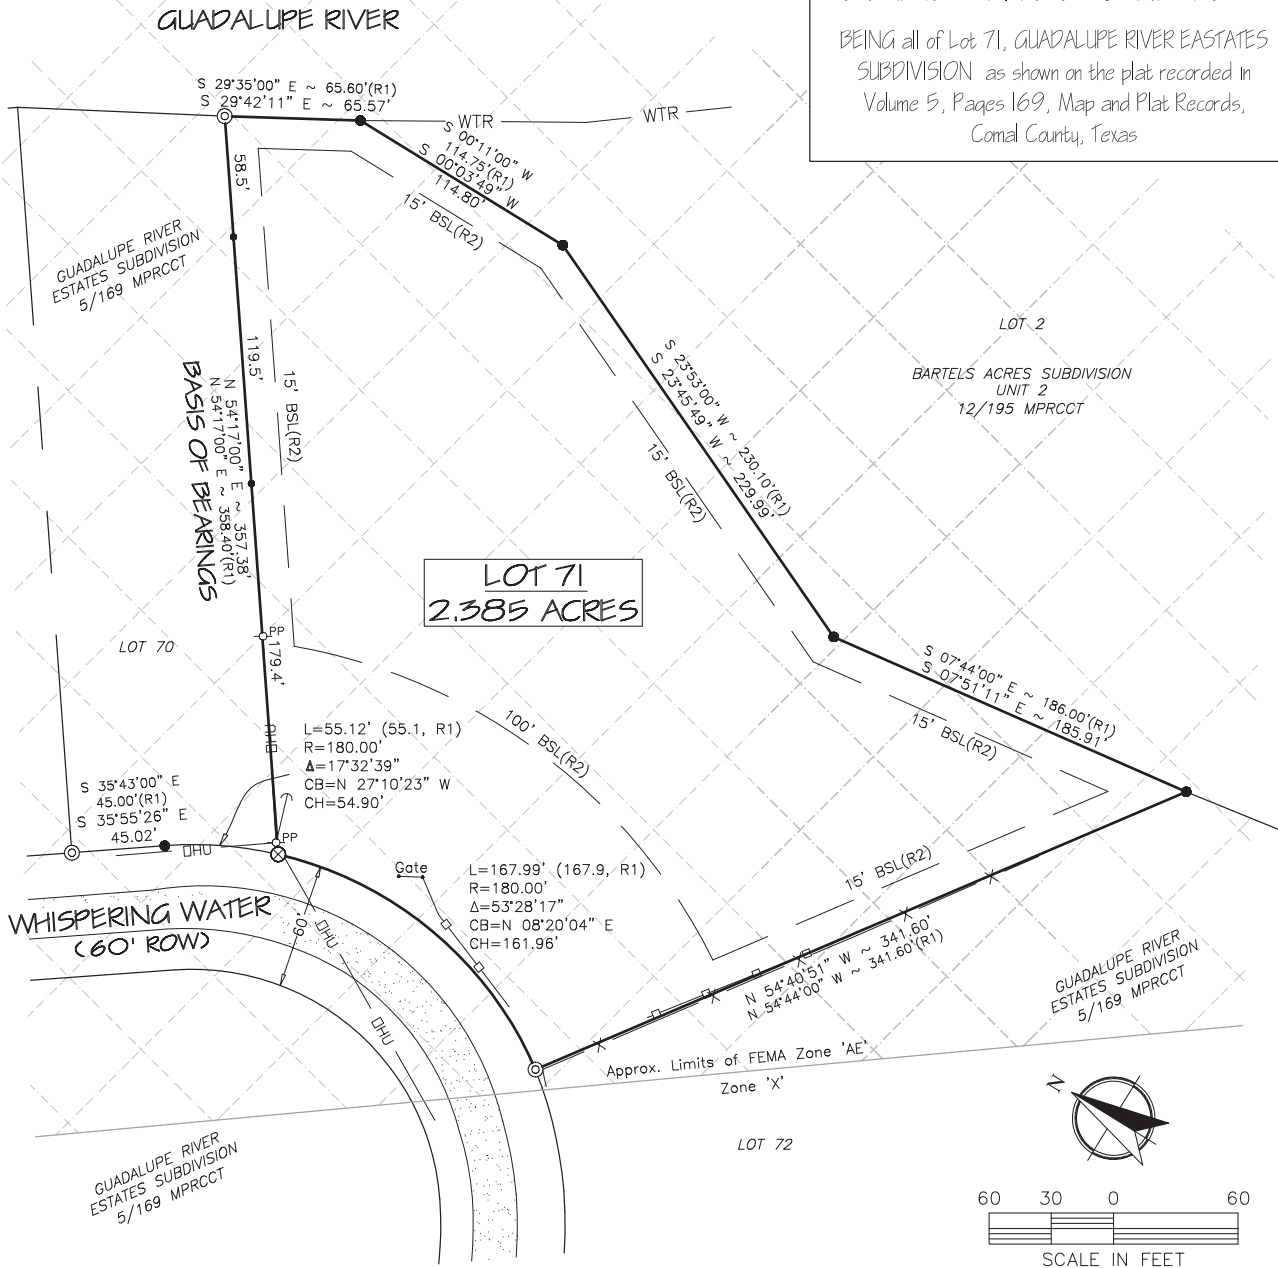 GUADALUPE RIVER
BEING all of Lot 71, GUADALUPE RIVER EASTATES
SUBDIVISION as shown on the plat recorded in
Volume 5, Pages 169, Map and Plat Records,
Comal County, Texas
S 29°35'00" E ~ 65.60'(R1)
S 29°42'11" E ~ 65.57'
WTR
WTR
S 00°11'00" W
114.75'(R1)
S 00°03'49" W
114.80'
15' BSL(R2)
58.5'
GUADALUPE RIVER
ESTATES SUBDIVISION
5/169 MPRCCT
119.5'
15' BSL(R2)
BASIS OF BEARINGS
N 54°17'00" E ~ 357.38'
N 54°17'00" E ~ 358.40'(R1)
S 23°53'00" W ~ 230.10'(R1)
S 23°45'49" W ~ 229.99'
15' BSL(R2)
LOT 2
BARTELS ACRES SUBDIVISION
UNIT 2
12/195 MPRCCT
LOT 71
2.385 ACRES
LOT 70
PP
179.4'
S 07°44'00" E ~ 186.00'(R1)
S 07°51'11" E ~ 185.91'
15' BSL(R2)
100' BSL(R2)
OHU
L=55.12' (55.1, R1)
R=180.00'
Δ=17°32'39"
CB=N 27°10'23" W
CH=54.90'
S 35°43'00" E
45.00'(R1)
S 35°55'26" E
45.02'
OHU
PP
Gate
L=167.99' (167.9, R1)
R=180.00'
Δ=53°28'17"
CB=N 08°20'04" E
CH=161.96'
15' BSL(R2)
WHISPERING WATER
(60' ROW)
60'
OHU
OHU
N 54°40'51" W ~ 341.60'
N 54°44'00" W ~ 341.60'(R1)
GUADALUPE RIVER
ESTATES SUBDIVISION
5/169 MPRCCT
Approx. Limits of FEMA Zone 'AE'
Zone 'X'
LOT 72
GUADALUPE RIVER
ESTATES SUBDIVISION
5/169 MPRCCT
N
60 30 0 60
SCALE IN FEET